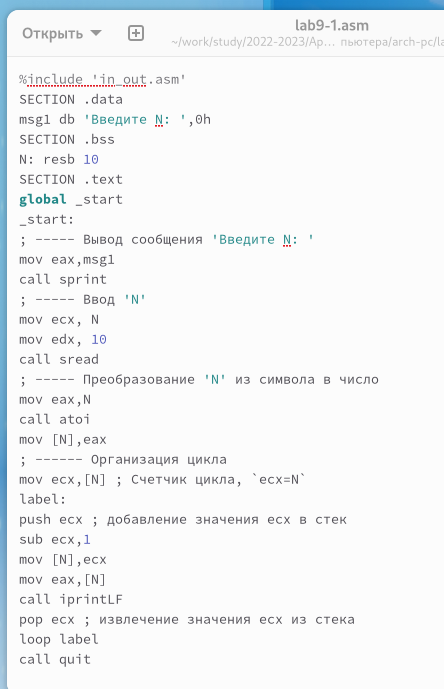 Открыть
lab9-1.asm
~/work/study/2022-2023/Ар… пьютера/arch-pc/la
%include 'in_out.asm'
SECTION .data
msg1 db 'Введите N: ',0h
SECTION .bss
N: resb 10
SECTION .text
global _start
_start:
; ----- Вывод сообщения 'Введите N: '
mov eax,msg1
call sprint
; ----- Ввод 'N'
mov ecx, N
mov edx, 10
call sread
; ----- Преобразование 'N' из символа в число
mov eax,N
call atoi
mov [N],eax
; ------ Организация цикла
mov ecx,[N] ; Счетчик цикла, `ecx=N`
label:
push ecx ; добавление значения ecx в стек
sub ecx,1
mov [N],ecx
mov eax,[N]
call iprintLF
pop ecx ; извлечение значения ecx из стека
loop label
call quit